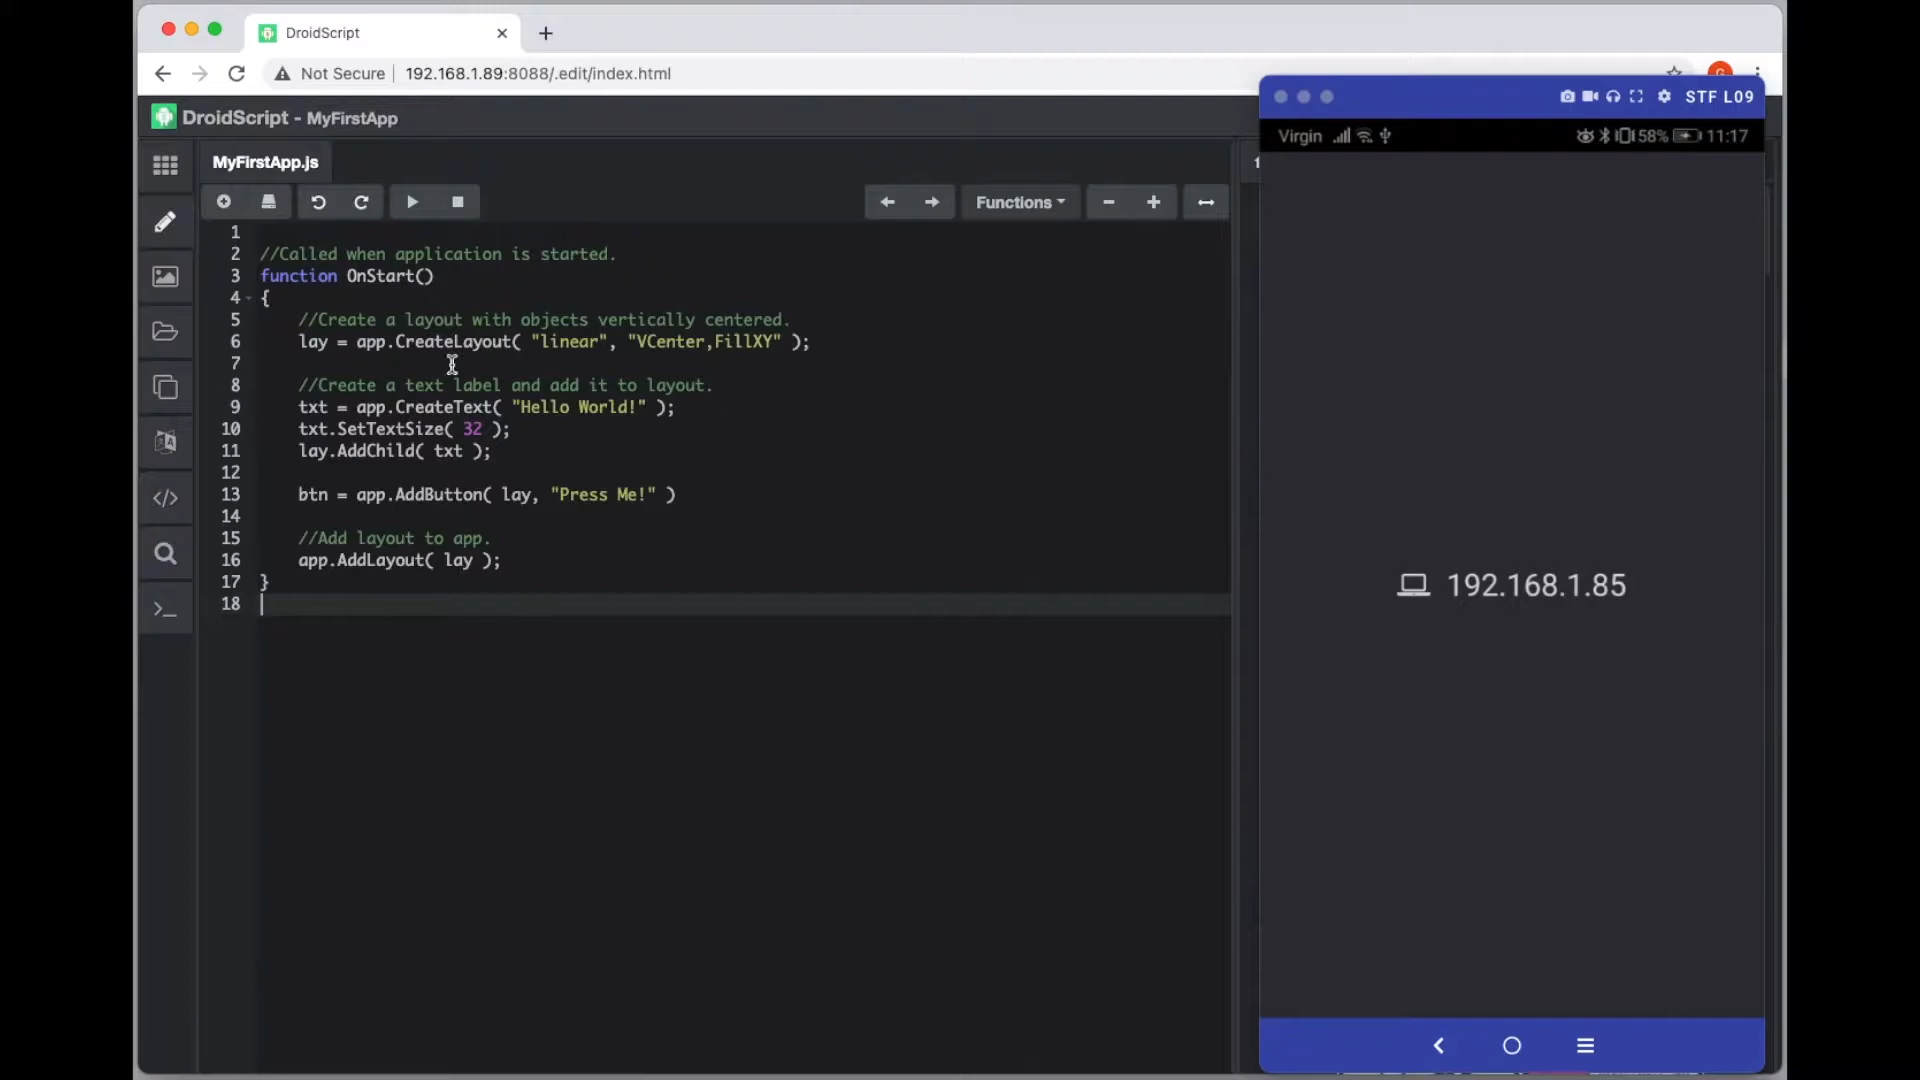 DroidScript
Not Secure 192.168.1.89:8088/.edit/index.html
DroidScript - MyFirstApp
STF L09
Virgin 58% 11:17
MyFirstApp.js
Functions
1
2 //Called when application is started.
3 function OnStart()
4 {
5 //Create a layout with objects vertically centered.
6 lay = app.CreateLayout( "linear", "VCenter,FillXY" );
7
8 //Create a text label and add it to layout.
9 txt = app.CreateText( "Hello World!" );
10 txt.SetTextSize( 32 );
11 lay.AddChild( txt );
12
13 btn = app.AddButton( lay, "Press Me!" )
14
15 //Add layout to app.
16 app.AddLayout( lay );
17 }
18
192.168.1.85